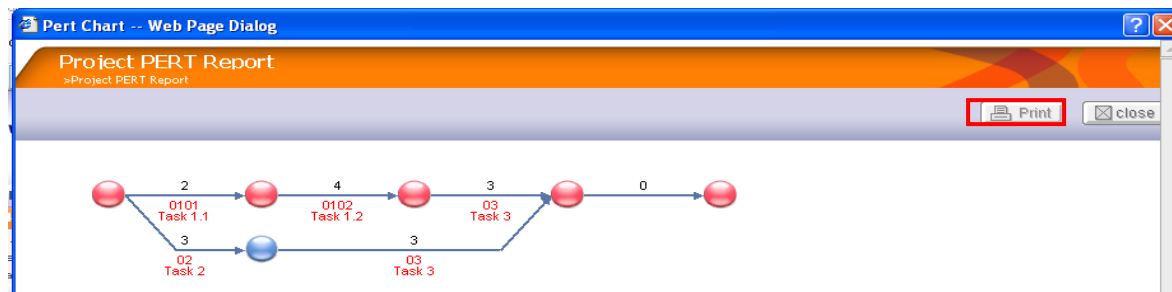 Pert Chart -- Web Page Dialog
Project PERT Report
>Project PERT Report
Print
close
2
4
3
0
0101
0102
03
Task 1.1
Task 1.2
Task 3
3
3
02
03
Task 2
Task 3